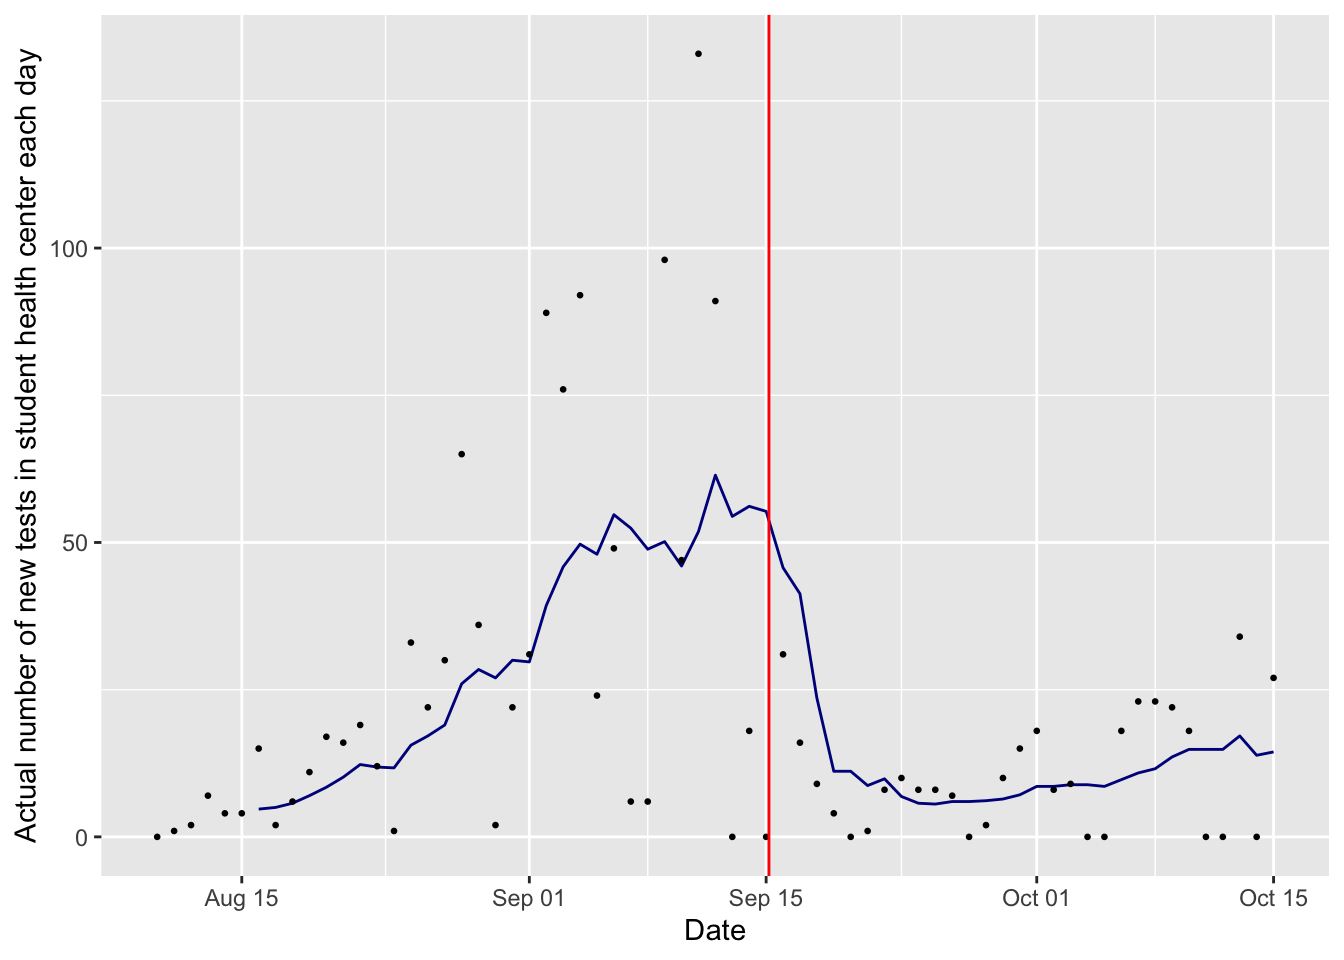 Actual number of new tests in student health center each day
100
50
0
Aug 15
Sep 01
Sep 15
Oct 01
Oct 15
Date